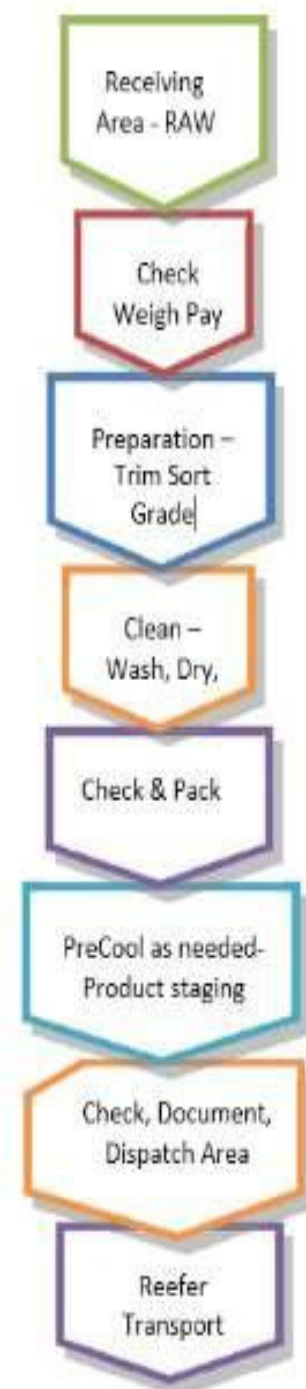 Receiving
Area - RAW
Check
Weigh Pay
Preparation –
Trim Sort
Grade
Clean –
Wash, Dry,
Check & Pack
PreCool as needed-
Product staging
Check, Document,
Dispatch Area
Reefer
Transport